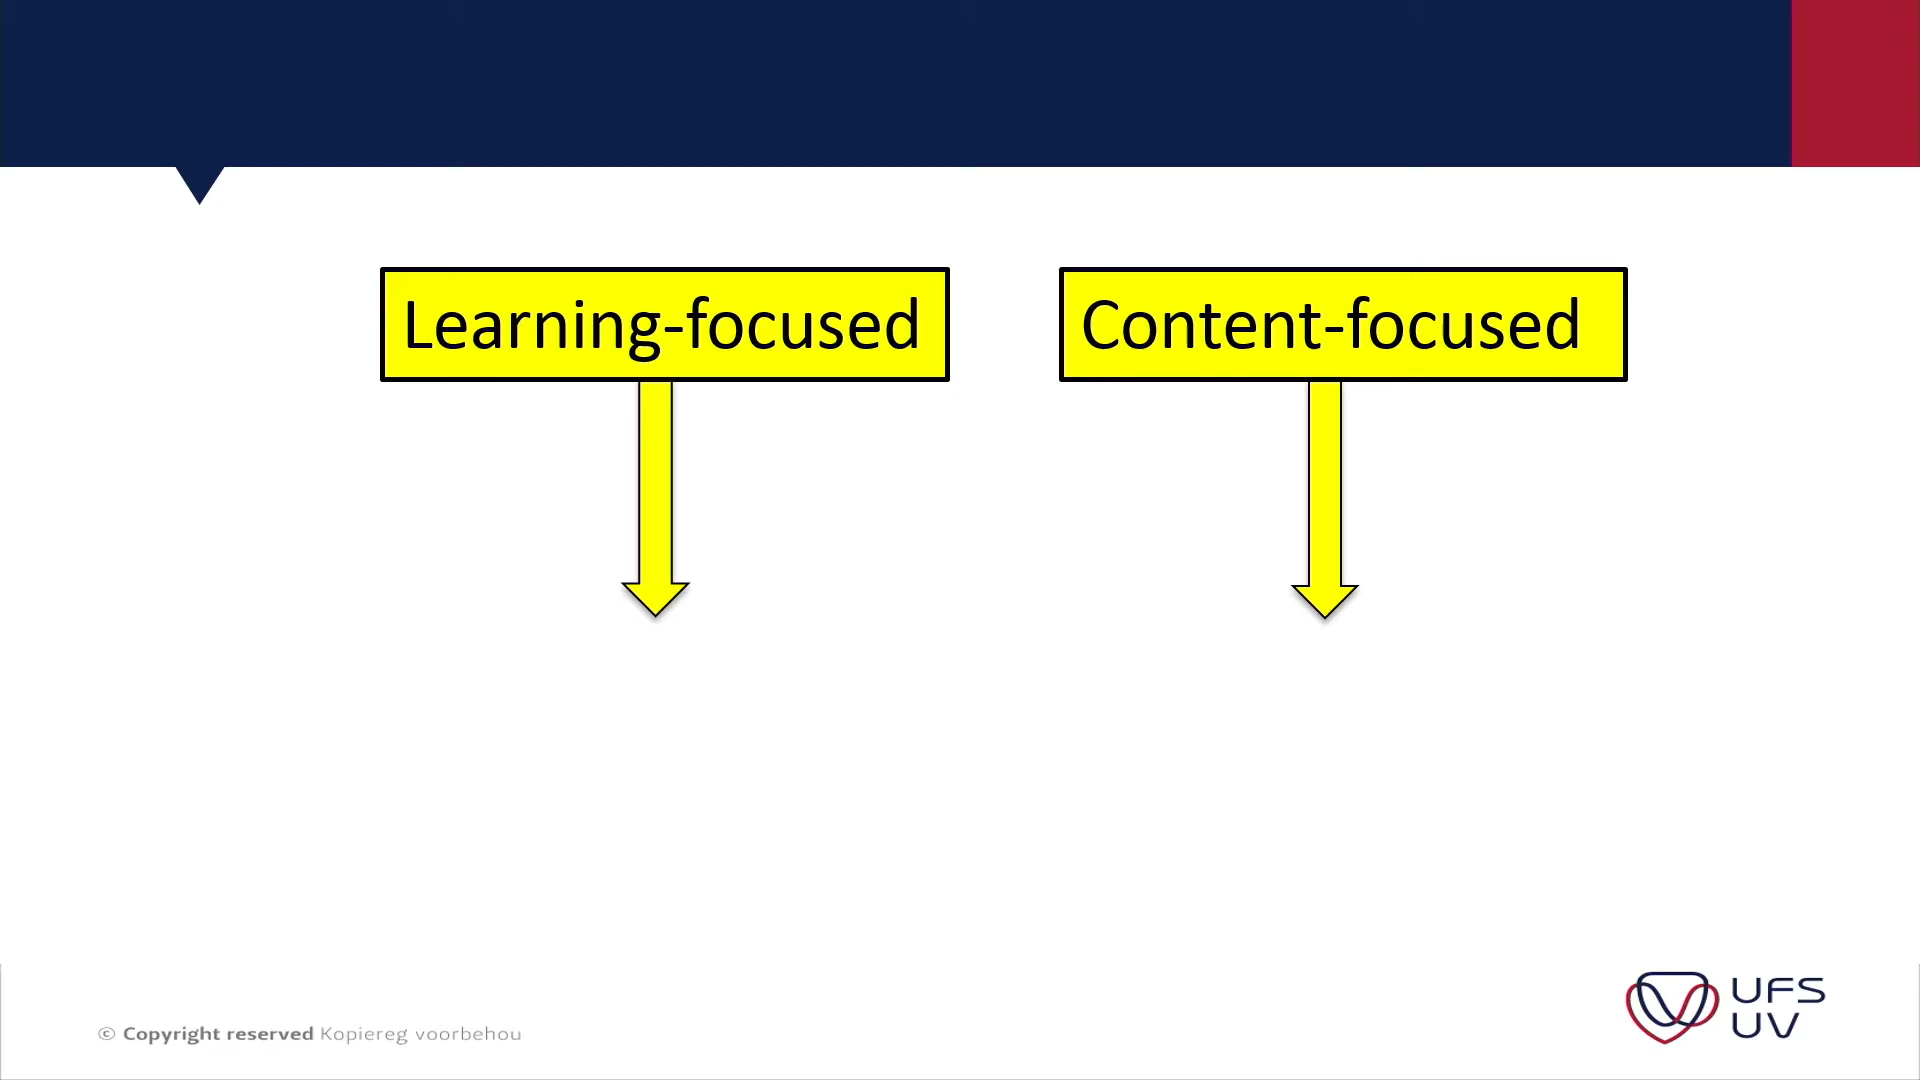 Learning-focused
Content-focused
© Copyright reserved Kopiereg voorbehou
UFS
UV